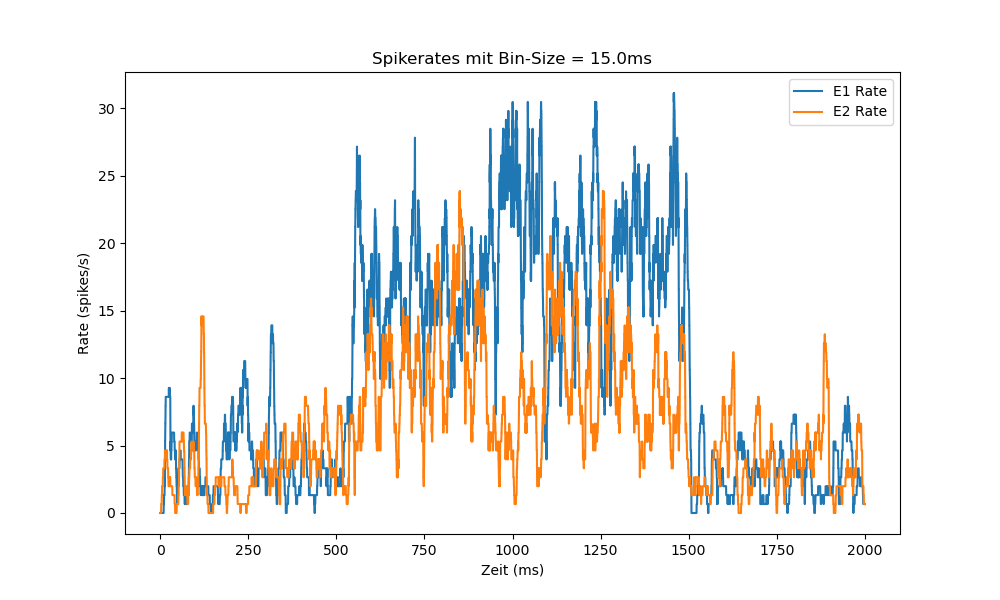 Spikerates mit Bin-Size = 15.0ms
E1 Rate
E2 Rate
Rate (spikes/s)
30
25
20
15
10
5
0
0 250 500 750 1000 1250 1500 1750 2000
Zeit (ms)